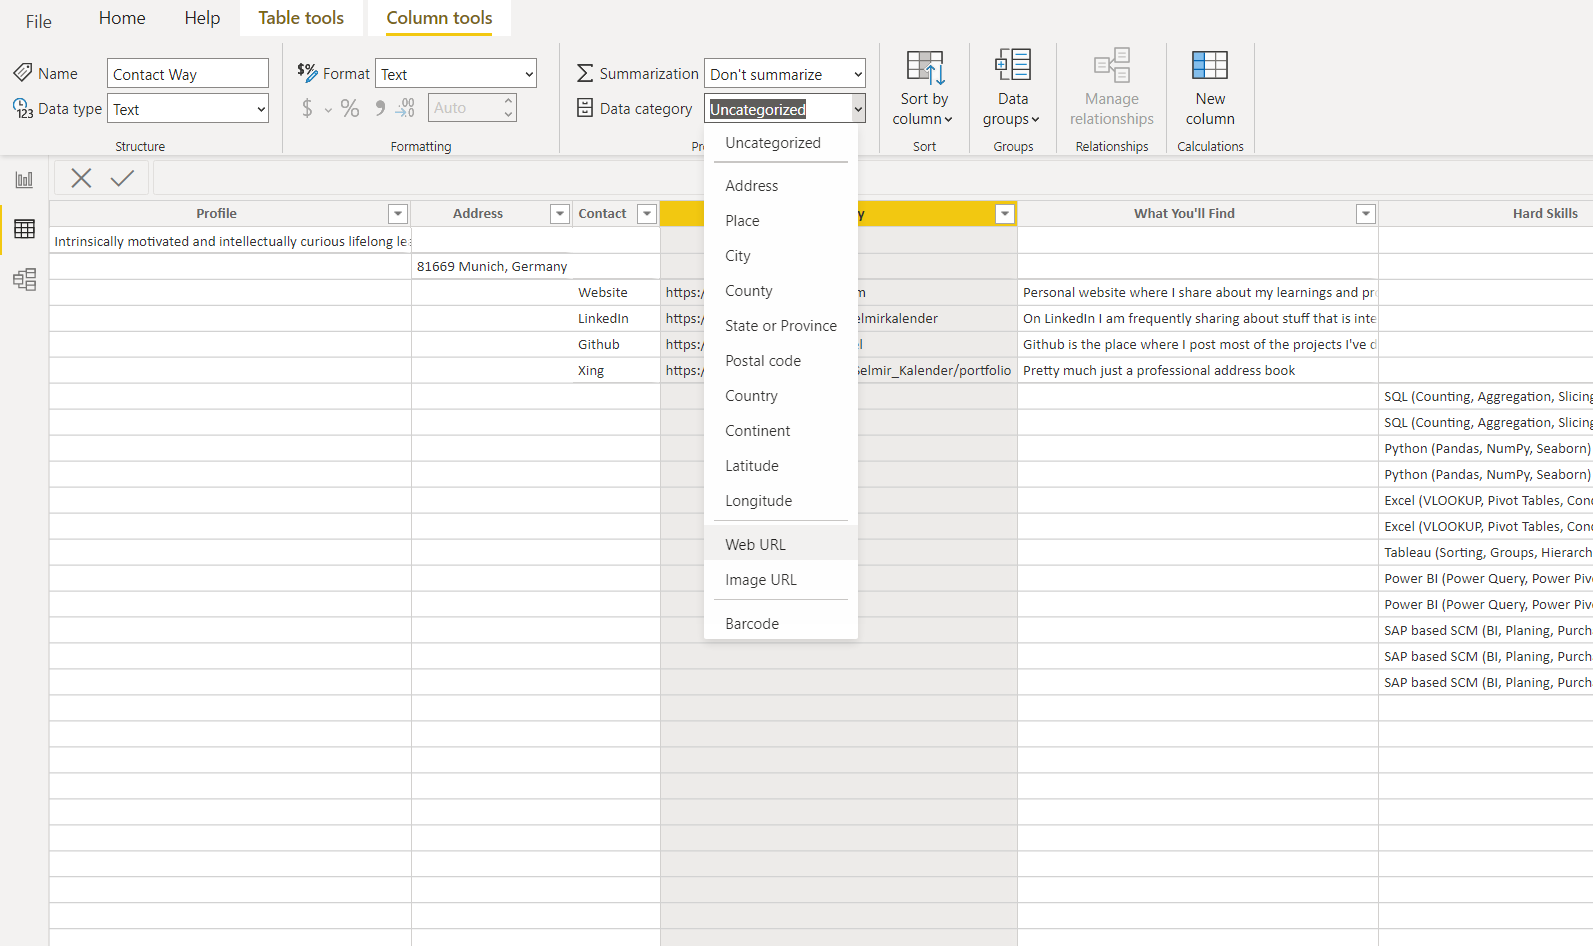 File Home Help Table tools Column tools
Name Contact Way $% Format Text Summarization Don't summarize
123 Data type Text $ % 9 .00 Auto Data category Uncategorized
Sort by column Data groups Manage relationships New column
Structure Formatting Sort Groups Relationships Calculations
Uncategorized
Address
Place
City
County
State or Province
Postal code
Country
Continent
Latitude
Longitude
Web URL
Image URL
Barcode
Profile Address Contact y What You'll Find Hard Skills
Intrinsically motivated and intellectually curious lifelong le
81669 Munich, Germany
Website https:/ m Personal website where I share about my learnings and pr
LinkedIn https:/ elmirkalender On LinkedIn I am frequently sharing about stuff that is inte
Github https:/ el Github is the place where I post most of the projects I've d
Xing https:/ Selmir_Kalender/portfolio Pretty much just a professional address book
SQL (Counting, Aggregation, Slicing
SQL (Counting, Aggregation, Slicing
Python (Pandas, NumPy, Seaborn)
Python (Pandas, NumPy, Seaborn)
Excel (VLOOKUP, Pivot Tables, Cond
Excel (VLOOKUP, Pivot Tables, Cond
Tableau (Sorting, Groups, Hierarch
Power BI (Power Query, Power Piv
Power BI (Power Query, Power Piv
SAP based SCM (BI, Planing, Purch
SAP based SCM (BI, Planing, Purch
SAP based SCM (BI, Planing, Purch